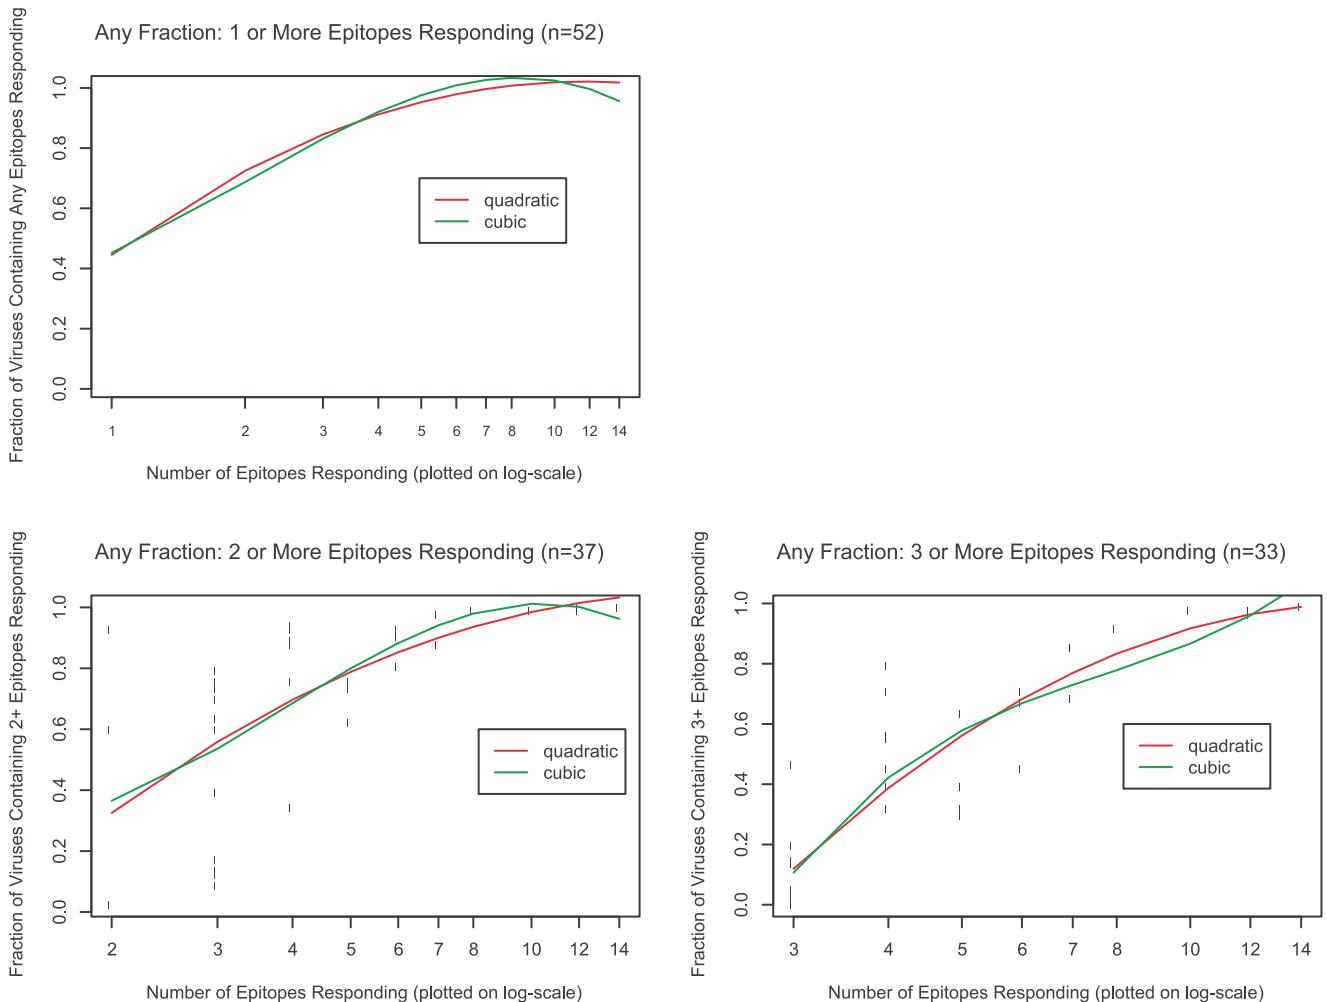 Any Fraction: 1 or More Epitopes Responding (n=52)
Fraction of Viruses Containing Any Epitopes Responding
1.0
0.8
0.6
0.4
0.2
0.0
quadratic
cubic
1 2 3 4 5 6 7 8 10 12 14
Number of Epitopes Responding (plotted on log-scale)
Any Fraction: 2 or More Epitopes Responding (n=37)
Fraction of Viruses Containing 2+ Epitopes Responding
1.0
0.8
0.6
0.4
0.2
0.0
quadratic
cubic
2 3 4 5 6 7 8 10 12 14
Number of Epitopes Responding (plotted on log-scale)
Any Fraction: 3 or More Epitopes Responding (n=33)
Fraction of Viruses Containing 3+ Epitopes Responding
1.0
0.8
0.6
0.4
0.2
0.0
quadratic
cubic
3 4 5 6 7 8 10 12 14
Number of Epitopes Responding (plotted on log-scale)